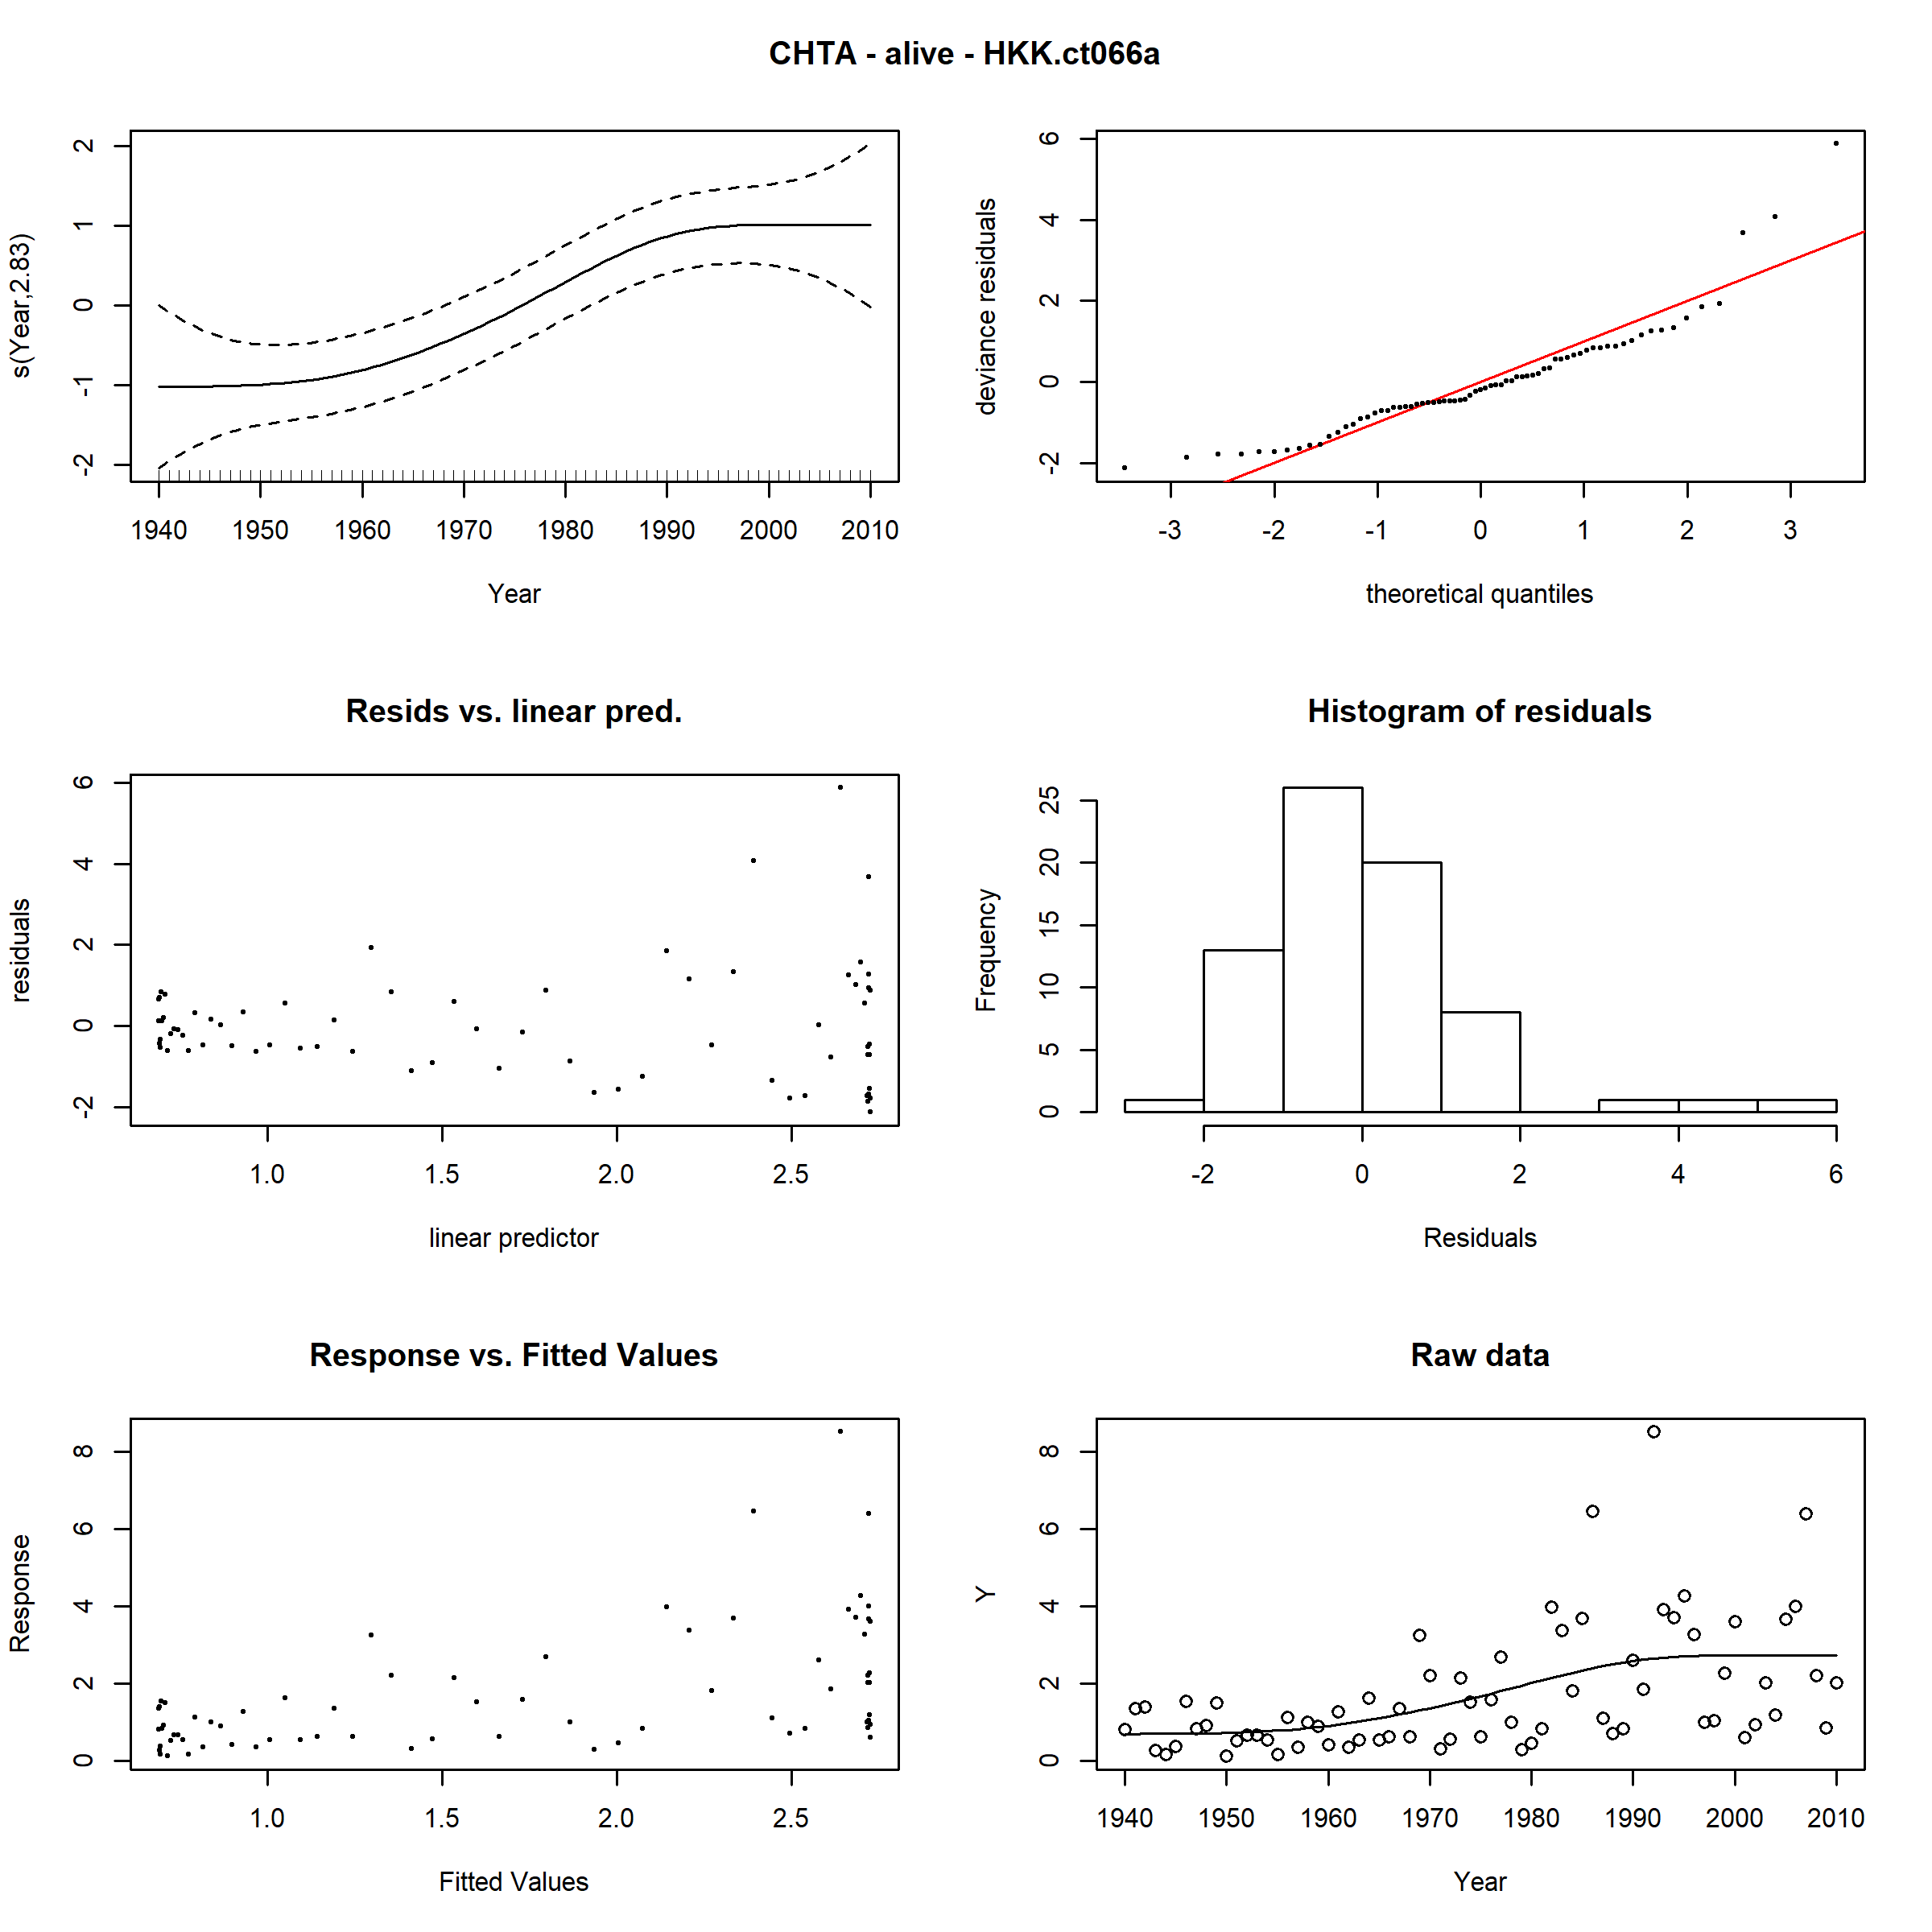 CHTA - alive - HKK.ct066a
s(Year,2.83)
2
1
0
-1
-2
1940 1950 1960 1970 1980 1990 2000 2010
Year
deviance residuals
6
4
2
0
-2
-3 -2 -1 0 1 2 3
theoretical quantiles
Resids vs. linear pred.
residuals
6
4
2
0
-2
1.0 1.5 2.0 2.5
linear predictor
Histogram of residuals
Frequency
25
20
15
10
5
0
-2 0 2 4 6
Residuals
Response vs. Fitted Values
Response
8
6
4
2
0
1.0 1.5 2.0 2.5
Fitted Values
Raw data
Y
8
6
4
2
0
1940 1950 1960 1970 1980 1990 2000 2010
Year